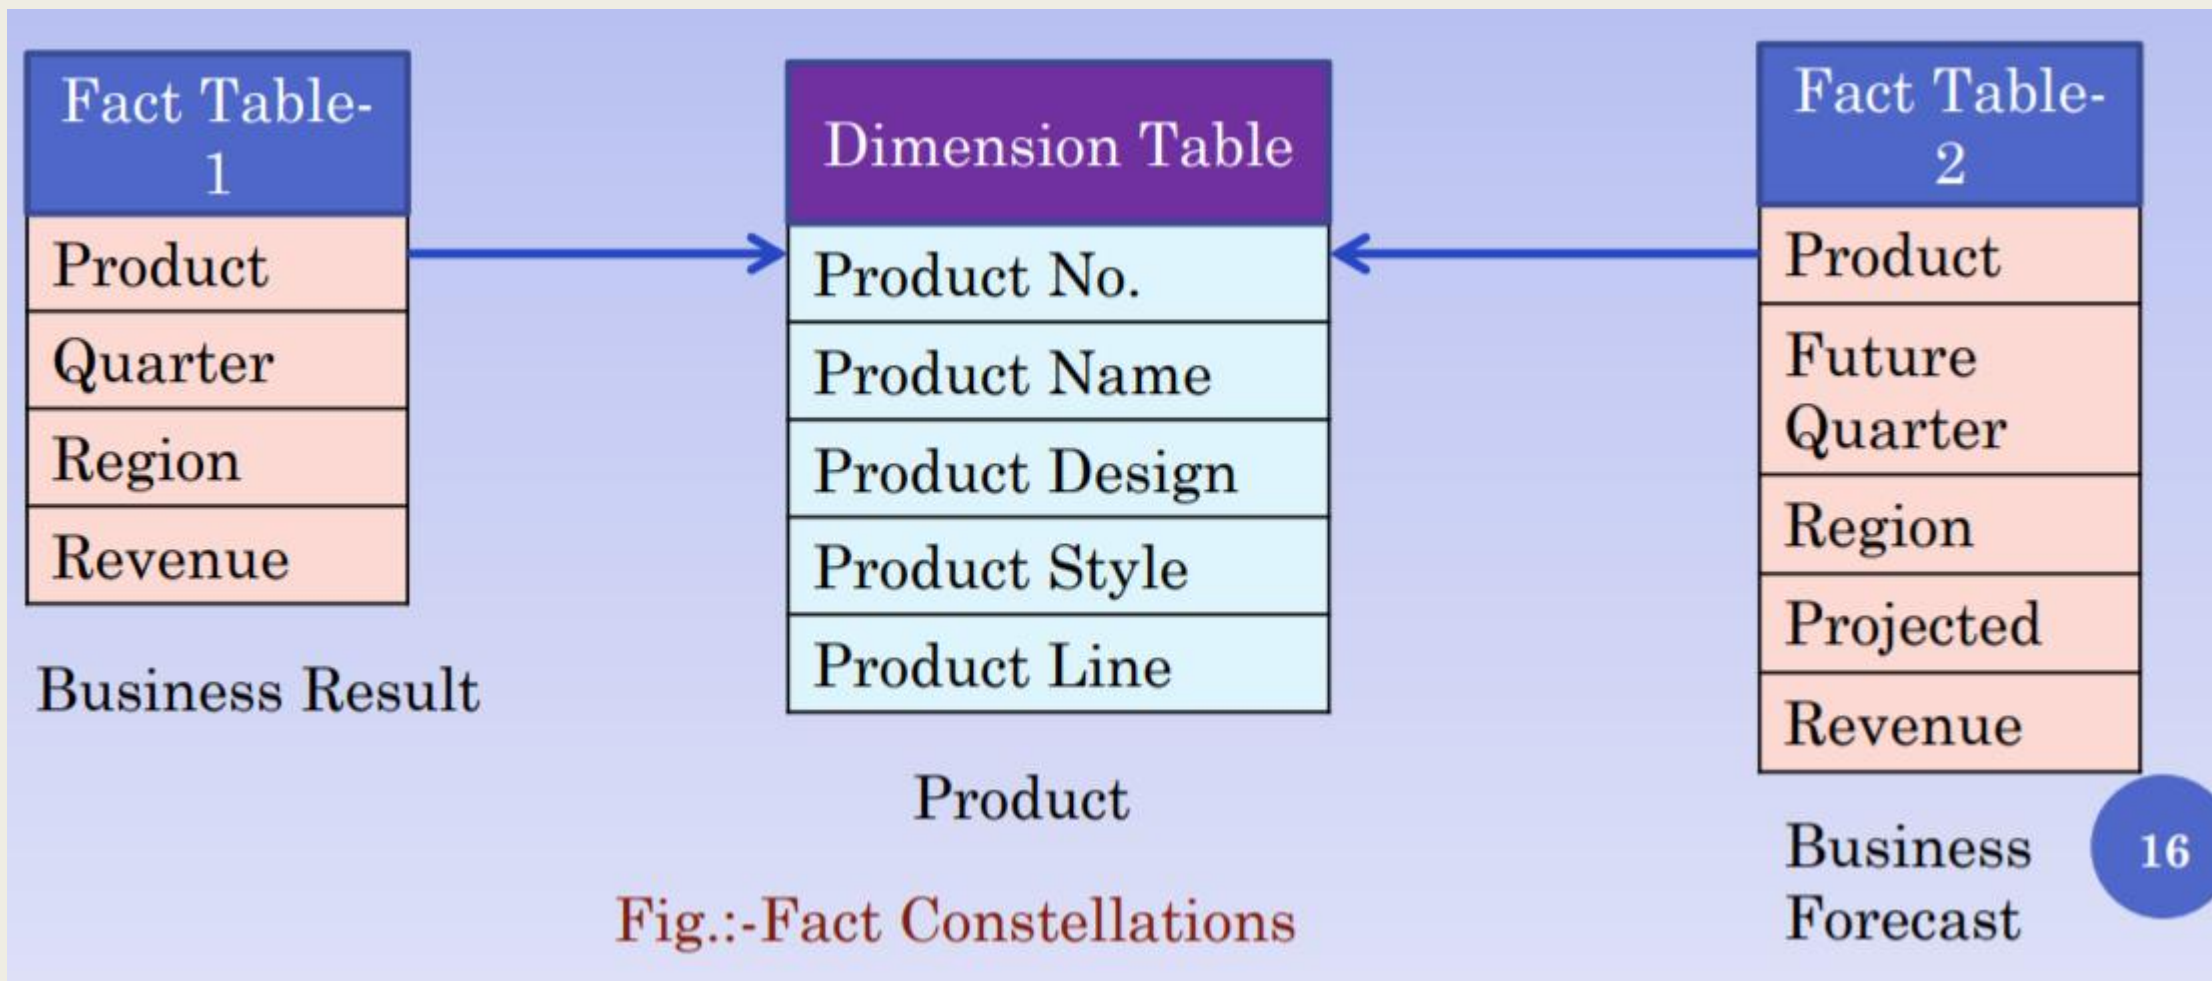 Fact Table-
1
Product
Quarter
Region
Revenue
Business Result
Dimension Table
Product No.
Product Name
Product Design
Product Style
Product Line
Product
Fact Table-
2
Product
Future
Quarter
Region
Projected
Revenue
Business
Forecast
16
Fig.:-Fact Constellations